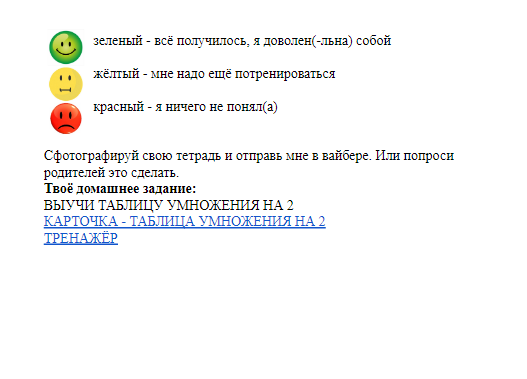 зеленый - всё получилось, я доволен(-льна) собой
жёлтый - мне надо ещё потренироваться
красный - я ничего не понял(а)
Сфотографируй свою тетрадь и отправь мне в вайбере. Или попроси
родителей это сделать.
Твоё домашнее задание:
ВЫУЧИ ТАБЛИЦУ УМНОЖЕНИЯ НА 2
КАРТОЧКА - ТАБЛИЦА УМНОЖЕНИЯ НА 2
ТРЕНАЖЁР